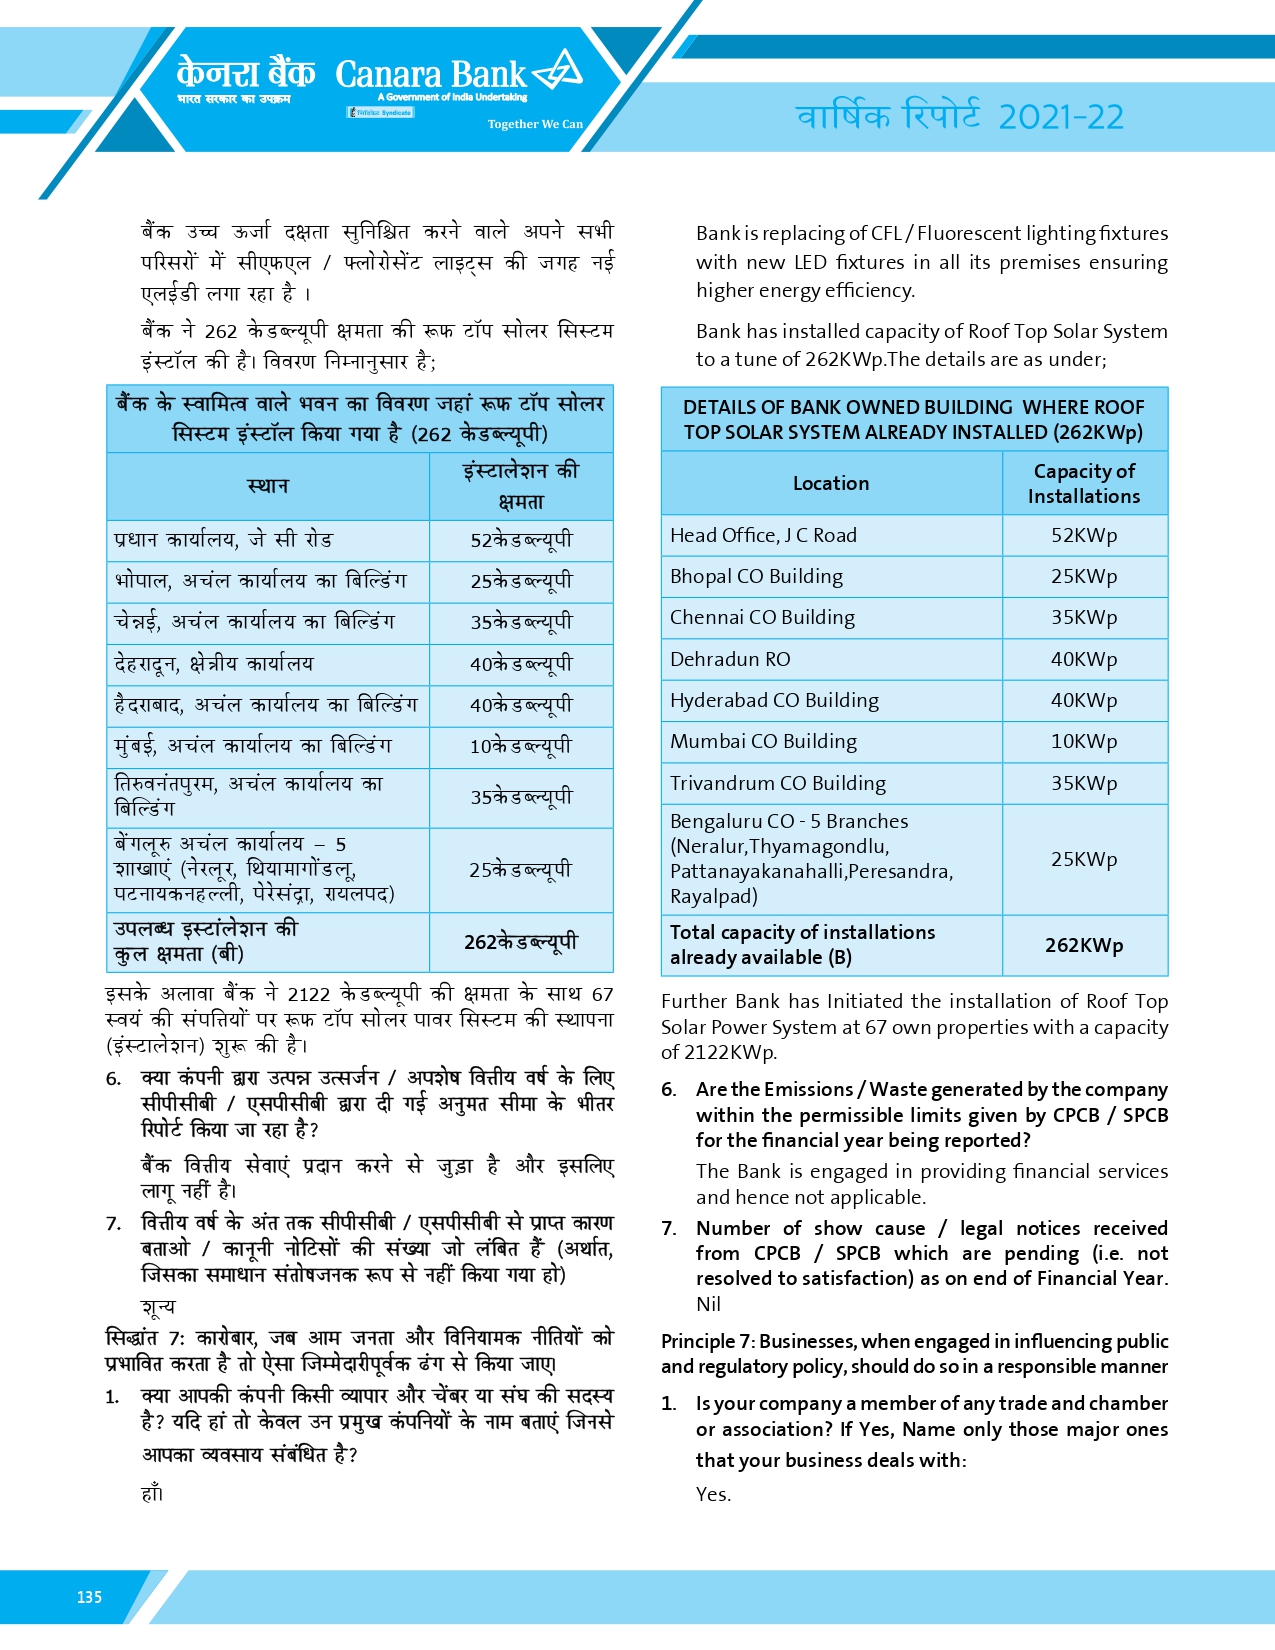 केनरा बैंक Canara Bank
भारत सरकार का उपक्रम A Government of India Undertaking
सिंडिकेट Syndicate
Together We Can
वार्षिक रिपोर्ट 2021-22
बैंक उच्च ऊर्जा दक्षता सुनिश्चित करने वाले अपने सभी
परिसरों में सीएफएल / फ्लोरोसेंट लाइट्स की जगह नई
एलईडी लगा रहा है ।
बैंक ने 262 केडब्ल्यूपी क्षमता की रूफ टॉप सोलर सिस्टम
इंस्टॉल की है। विवरण निम्नानुसार है;
बैंक के स्वामित्व वाले भवन का विवरण जहां रूफ टॉप सोलर
सिस्टम इंस्टॉल किया गया है (262 केडब्ल्यूपी)
स्थान
इंस्टालेशन की
क्षमता
प्रधान कार्यालय, जे सी रोड 52केडब्ल्यूपी
भोपाल, अचंल कार्यालय का बिल्डिंग 25केडब्ल्यूपी
चेन्नई, अचंल कार्यालय का बिल्डिंग 35केडब्ल्यूपी
देहरादून, क्षेत्रीय कार्यालय 40केडब्ल्यूपी
हैदराबाद, अचंल कार्यालय का बिल्डिंग 40केडब्ल्यूपी
मुंबई, अचंल कार्यालय का बिल्डिंग 10केडब्ल्यूपी
तिरुवनंतपुरम, अचंल कार्यालय का
बिल्डिंग
35केडब्ल्यूपी
बेंगलूरु अचंल कार्यालय – 5
शाखाएं (नेरलूर, थियामागोंडलू,
पटनायकनहल्ली, पेरेसंद्रा, रायलपद)
25केडब्ल्यूपी
उपलब्ध इस्टांलेशन की
कुल क्षमता (बी)
262केडब्ल्यूपी
इसके अलावा बैंक ने 2122 केडब्ल्यूपी की क्षमता के साथ 67
स्वयं की संपत्तियों पर रूफ टॉप सोलर पावर सिस्टम की स्थापना
(इंस्टालेशन) शुरू की है।
6. क्या कंपनी द्वारा उत्पन्न उत्सर्जन / अपशेष वित्तीय वर्ष के लिए
सीपीसीबी / एसपीसीबी द्वारा दी गई अनुमत सीमा के भीतर
रिपोर्ट किया जा रहा है?
बैंक वित्तीय सेवाएं प्रदान करने से जुड़ा है और इसलिए
लागू नहीं है।
7. वित्तीय वर्ष के अंत तक सीपीसीबी / एसपीसीबी से प्राप्त कारण
बताओ / कानूनी नोटिसों की संख्या जो लंबित हैं (अर्थात,
जिसका समाधान संतोषजनक रूप से नहीं किया गया हो)
शून्य
सिद्धांत 7: कारोबार, जब आम जनता और विनियामक नीतियों को
प्रभावित करता है तो ऐसा जिम्मेदारीपूर्वक ढंग से किया जाए।
1. क्या आपकी कंपनी किसी व्यापार और चेंबर या संघ की सदस्य
है? यदि हां तो केवल उन प्रमुख कंपनियों के नाम बताएं जिनसे
आपका व्यवसाय संबंधित है?
हाँ।
Bank is replacing of CFL / Fluorescent lighting fixtures
with new LED fixtures in all its premises ensuring
higher energy efficiency.
Bank has installed capacity of Roof Top Solar System
to a tune of 262KWp.The details are as under;
DETAILS OF BANK OWNED BUILDING WHERE ROOF
TOP SOLAR SYSTEM ALREADY INSTALLED (262KWp)
Location
Capacity of
Installations
Head Office, J C Road 52KWp
Bhopal CO Building 25KWp
Chennai CO Building 35KWp
Dehradun RO 40KWp
Hyderabad CO Building 40KWp
Mumbai CO Building 10KWp
Trivandrum CO Building 35KWp
Bengaluru CO - 5 Branches
(Neralur,Thyamagondlu,
Pattanayakanahalli,Peresandra,
Rayalpad)
25KWp
Total capacity of installations
already available (B)
262KWp
Further Bank has Initiated the installation of Roof Top
Solar Power System at 67 own properties with a capacity
of 2122KWp.
6. Are the Emissions / Waste generated by the company
within the permissible limits given by CPCB / SPCB
for the financial year being reported?
The Bank is engaged in providing financial services
and hence not applicable.
7. Number of show cause / legal notices received
from CPCB / SPCB which are pending (i.e. not
resolved to satisfaction) as on end of Financial Year.
Nil
Principle 7: Businesses, when engaged in influencing public
and regulatory policy, should do so in a responsible manner
1. Is your company a member of any trade and chamber
or association? If Yes, Name only those major ones
that your business deals with:
Yes.
135